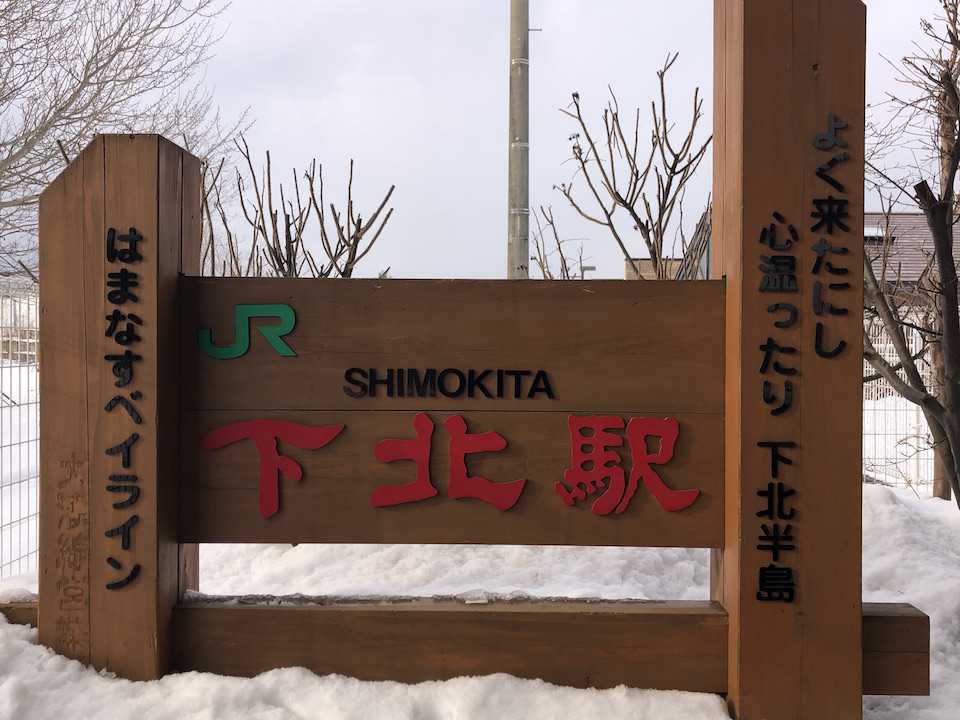 はまなすベイライン
JR
SHIMOKITA
下北駅
よぐ来たにし
心温ったり 下北半島